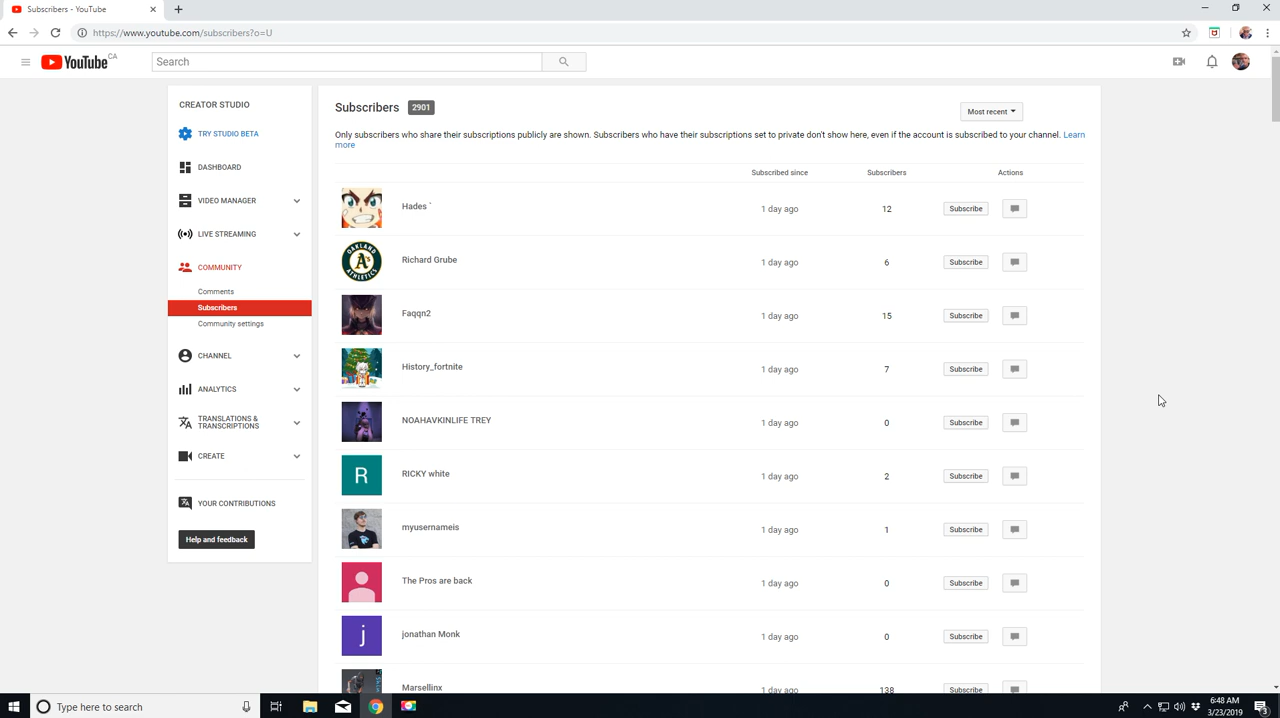 Subscribers - YouTube
https://www.youtube.com/subscribers?o=U
YouTube CA
Search
CREATOR STUDIO
TRY STUDIO BETA
DASHBOARD
VIDEO MANAGER
LIVE STREAMING
COMMUNITY
Comments
Subscribers
Community settings
CHANNEL
ANALYTICS
TRANSLATIONS &
TRANSCRIPTIONS
CREATE
YOUR CONTRIBUTIONS
Help and feedback
Subscribers 2901
Most recent
Only subscribers who share their subscriptions publicly are shown. Subscribers who have their subscriptions set to private don't show here, even if the account is subscribed to your channel. Learn
more
Subscribed since Subscribers Actions
Hades ` 1 day ago 12 Subscribe
OAKLAND
A's
ATHLETICS
Richard Grube 1 day ago 6 Subscribe
Faqqn2 1 day ago 15 Subscribe
History_fortnite 1 day ago 7 Subscribe
NOAHAVKINLIFE TREY 1 day ago 0 Subscribe
R RICKY white 1 day ago 2 Subscribe
myusernameis 1 day ago 1 Subscribe
The Pros are back 1 day ago 0 Subscribe
j jonathan Monk 1 day ago 0 Subscribe
Marsellinx 1 day ago 138 Subscribe
Type here to search
6:48 AM
3/23/2019
3